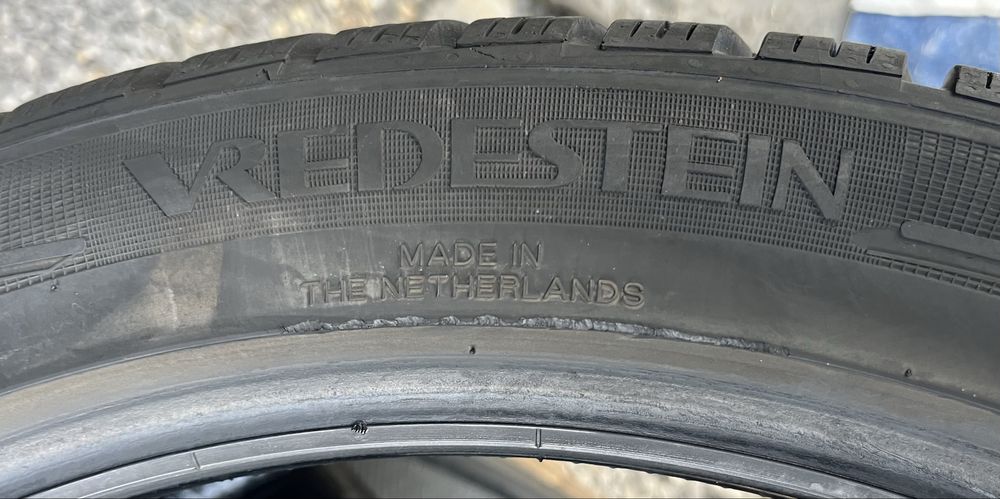 VREDESTEIN
MADE IN
THE NETHERLANDS